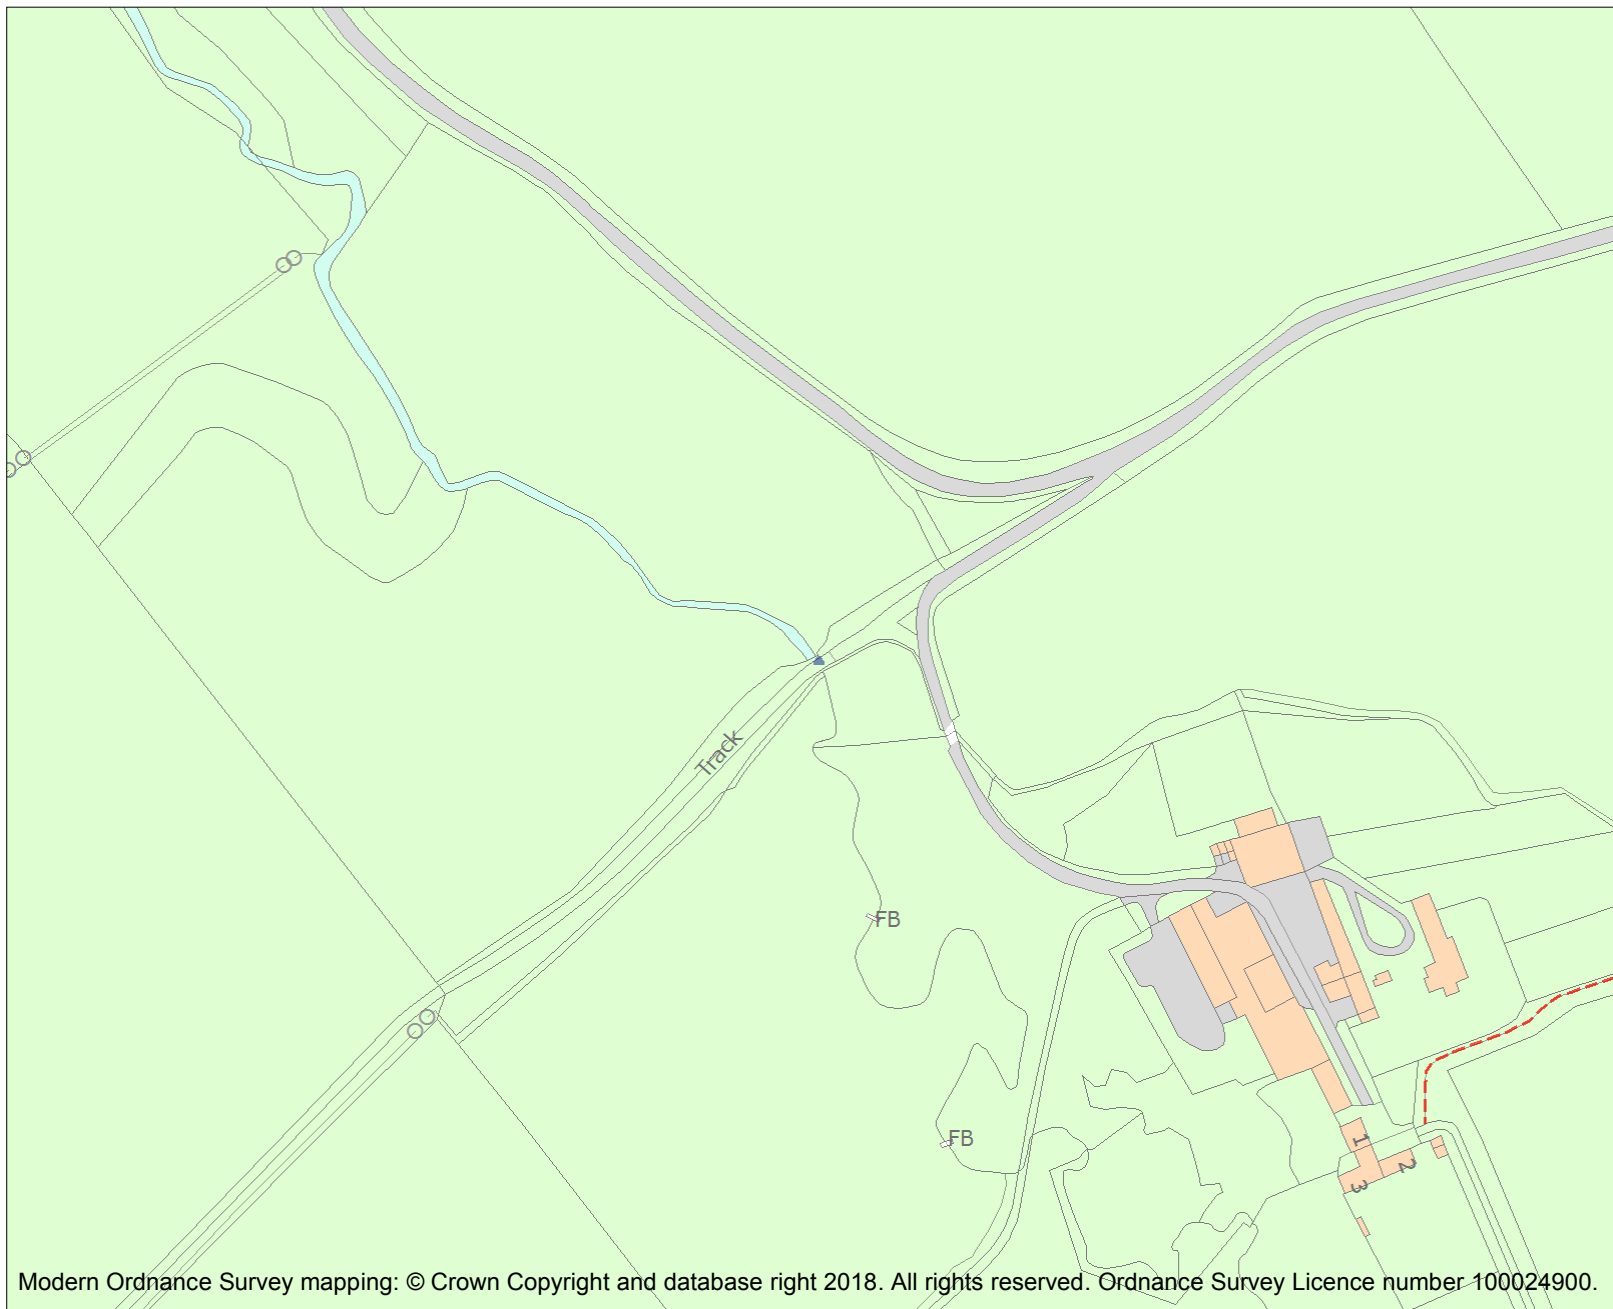 Track
FB
FB
1
2
3
Modern Ordnance Survey mapping: © Crown Copyright and database right 2018. All rights reserved. Ordnance Survey Licence number 100024900.